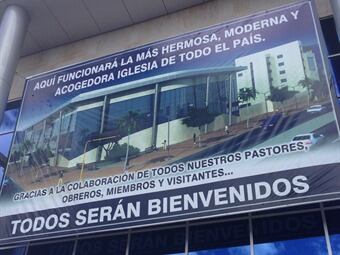 AQUÍ FUNCIONARÁ LA MÁS HERMOSA, MODERNA Y
ACOGEDORA IGLESIA DE TODO EL PAÍS.
GRACIAS A LA COLABORACIÓN DE TODOS NUESTROS PASTORES,
OBREROS, MIEMBROS Y VISITANTES...
TODOS SERÁN BIENVENIDOS